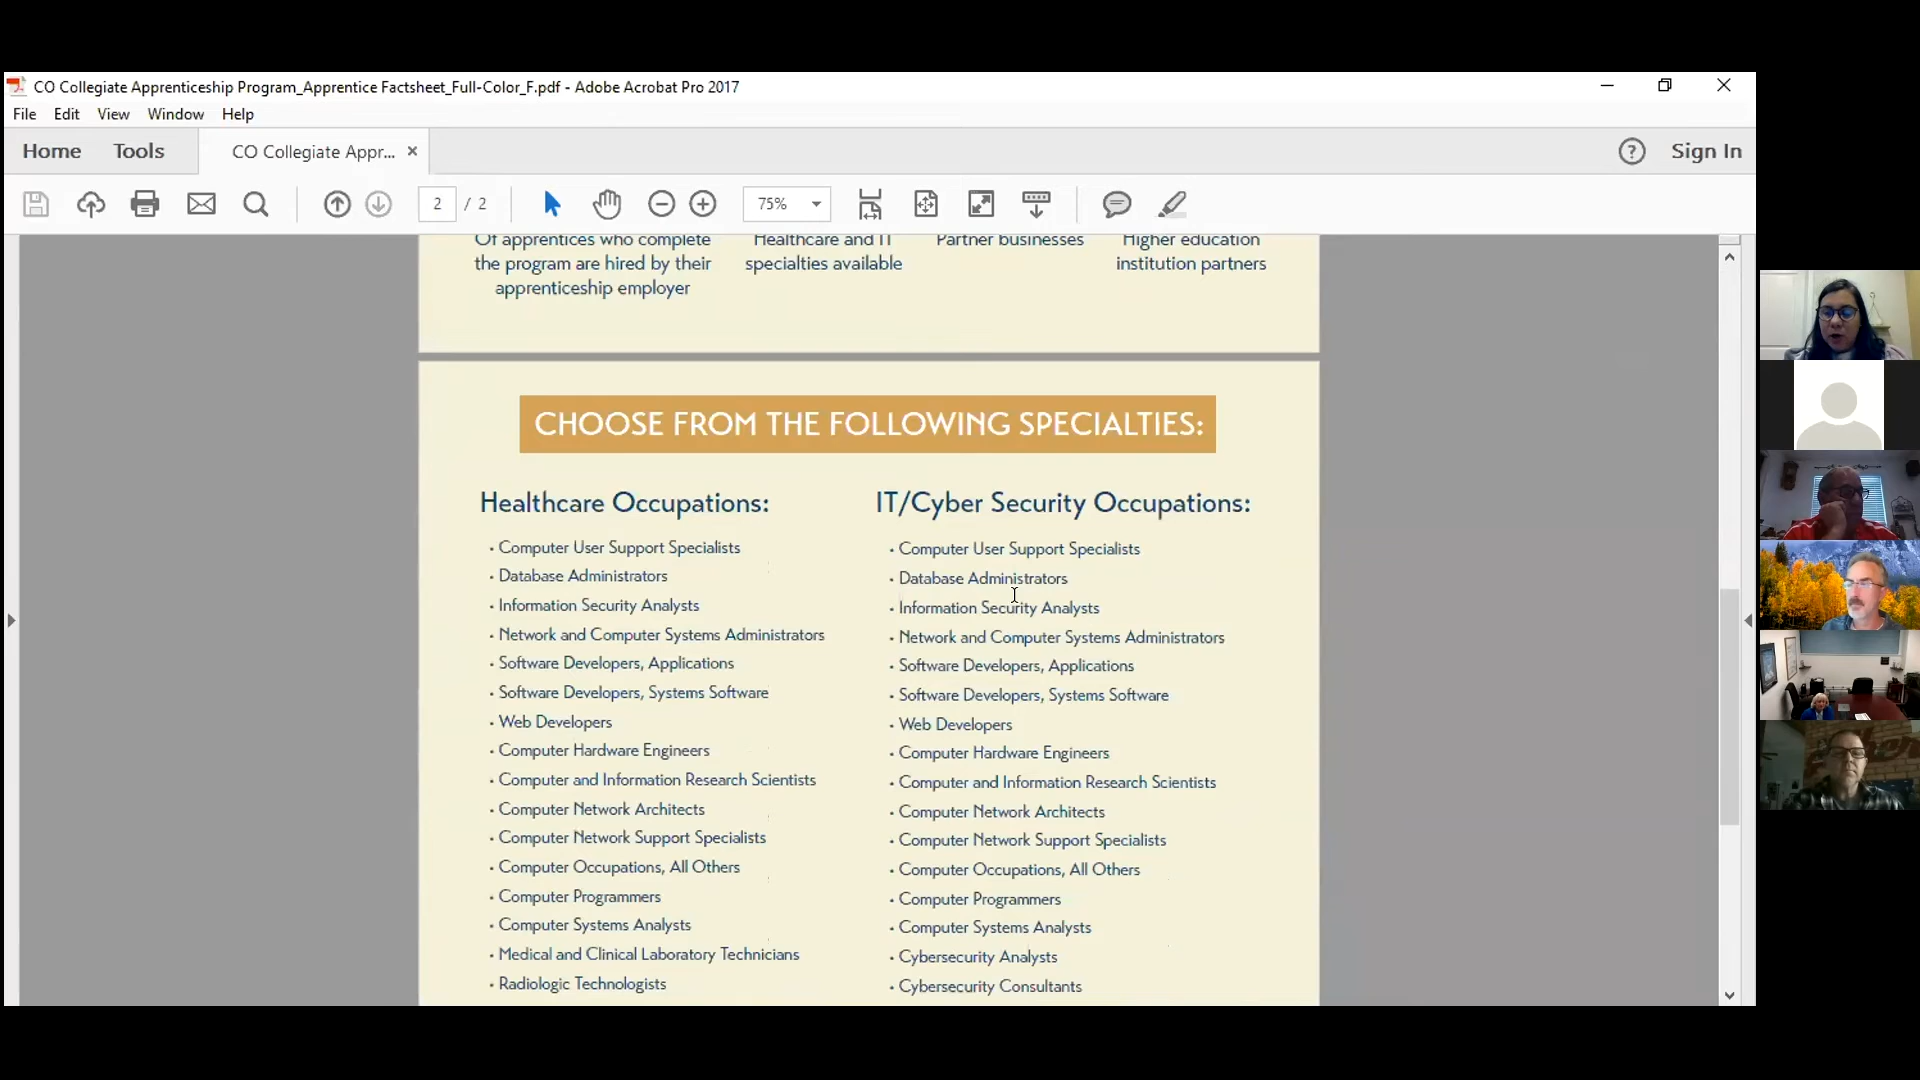 CO Collegiate Apprenticeship Program_Apprentice Factsheet_Full-Color_F.pdf - Adobe Acrobat Pro 2017
File Edit View Window Help
Home Tools CO Collegiate Appr... × ? Sign In
2 / 2 75%
Of apprentices who complete
the program are hired by their
apprenticeship employer
Healthcare and IT
specialties available
Partner businesses
Higher education
institution partners
CHOOSE FROM THE FOLLOWING SPECIALTIES:
Healthcare Occupations:
• Computer User Support Specialists
• Database Administrators
• Information Security Analysts
• Network and Computer Systems Administrators
• Software Developers, Applications
• Software Developers, Systems Software
• Web Developers
• Computer Hardware Engineers
• Computer and Information Research Scientists
• Computer Network Architects
• Computer Network Support Specialists
• Computer Occupations, All Others
• Computer Programmers
• Computer Systems Analysts
• Medical and Clinical Laboratory Technicians
• Radiologic Technologists
IT/Cyber Security Occupations:
• Computer User Support Specialists
• Database Administrators
• Information Security Analysts
• Network and Computer Systems Administrators
• Software Developers, Applications
• Software Developers, Systems Software
• Web Developers
• Computer Hardware Engineers
• Computer and Information Research Scientists
• Computer Network Architects
• Computer Network Support Specialists
• Computer Occupations, All Others
• Computer Programmers
• Computer Systems Analysts
• Cybersecurity Analysts
• Cybersecurity Consultants